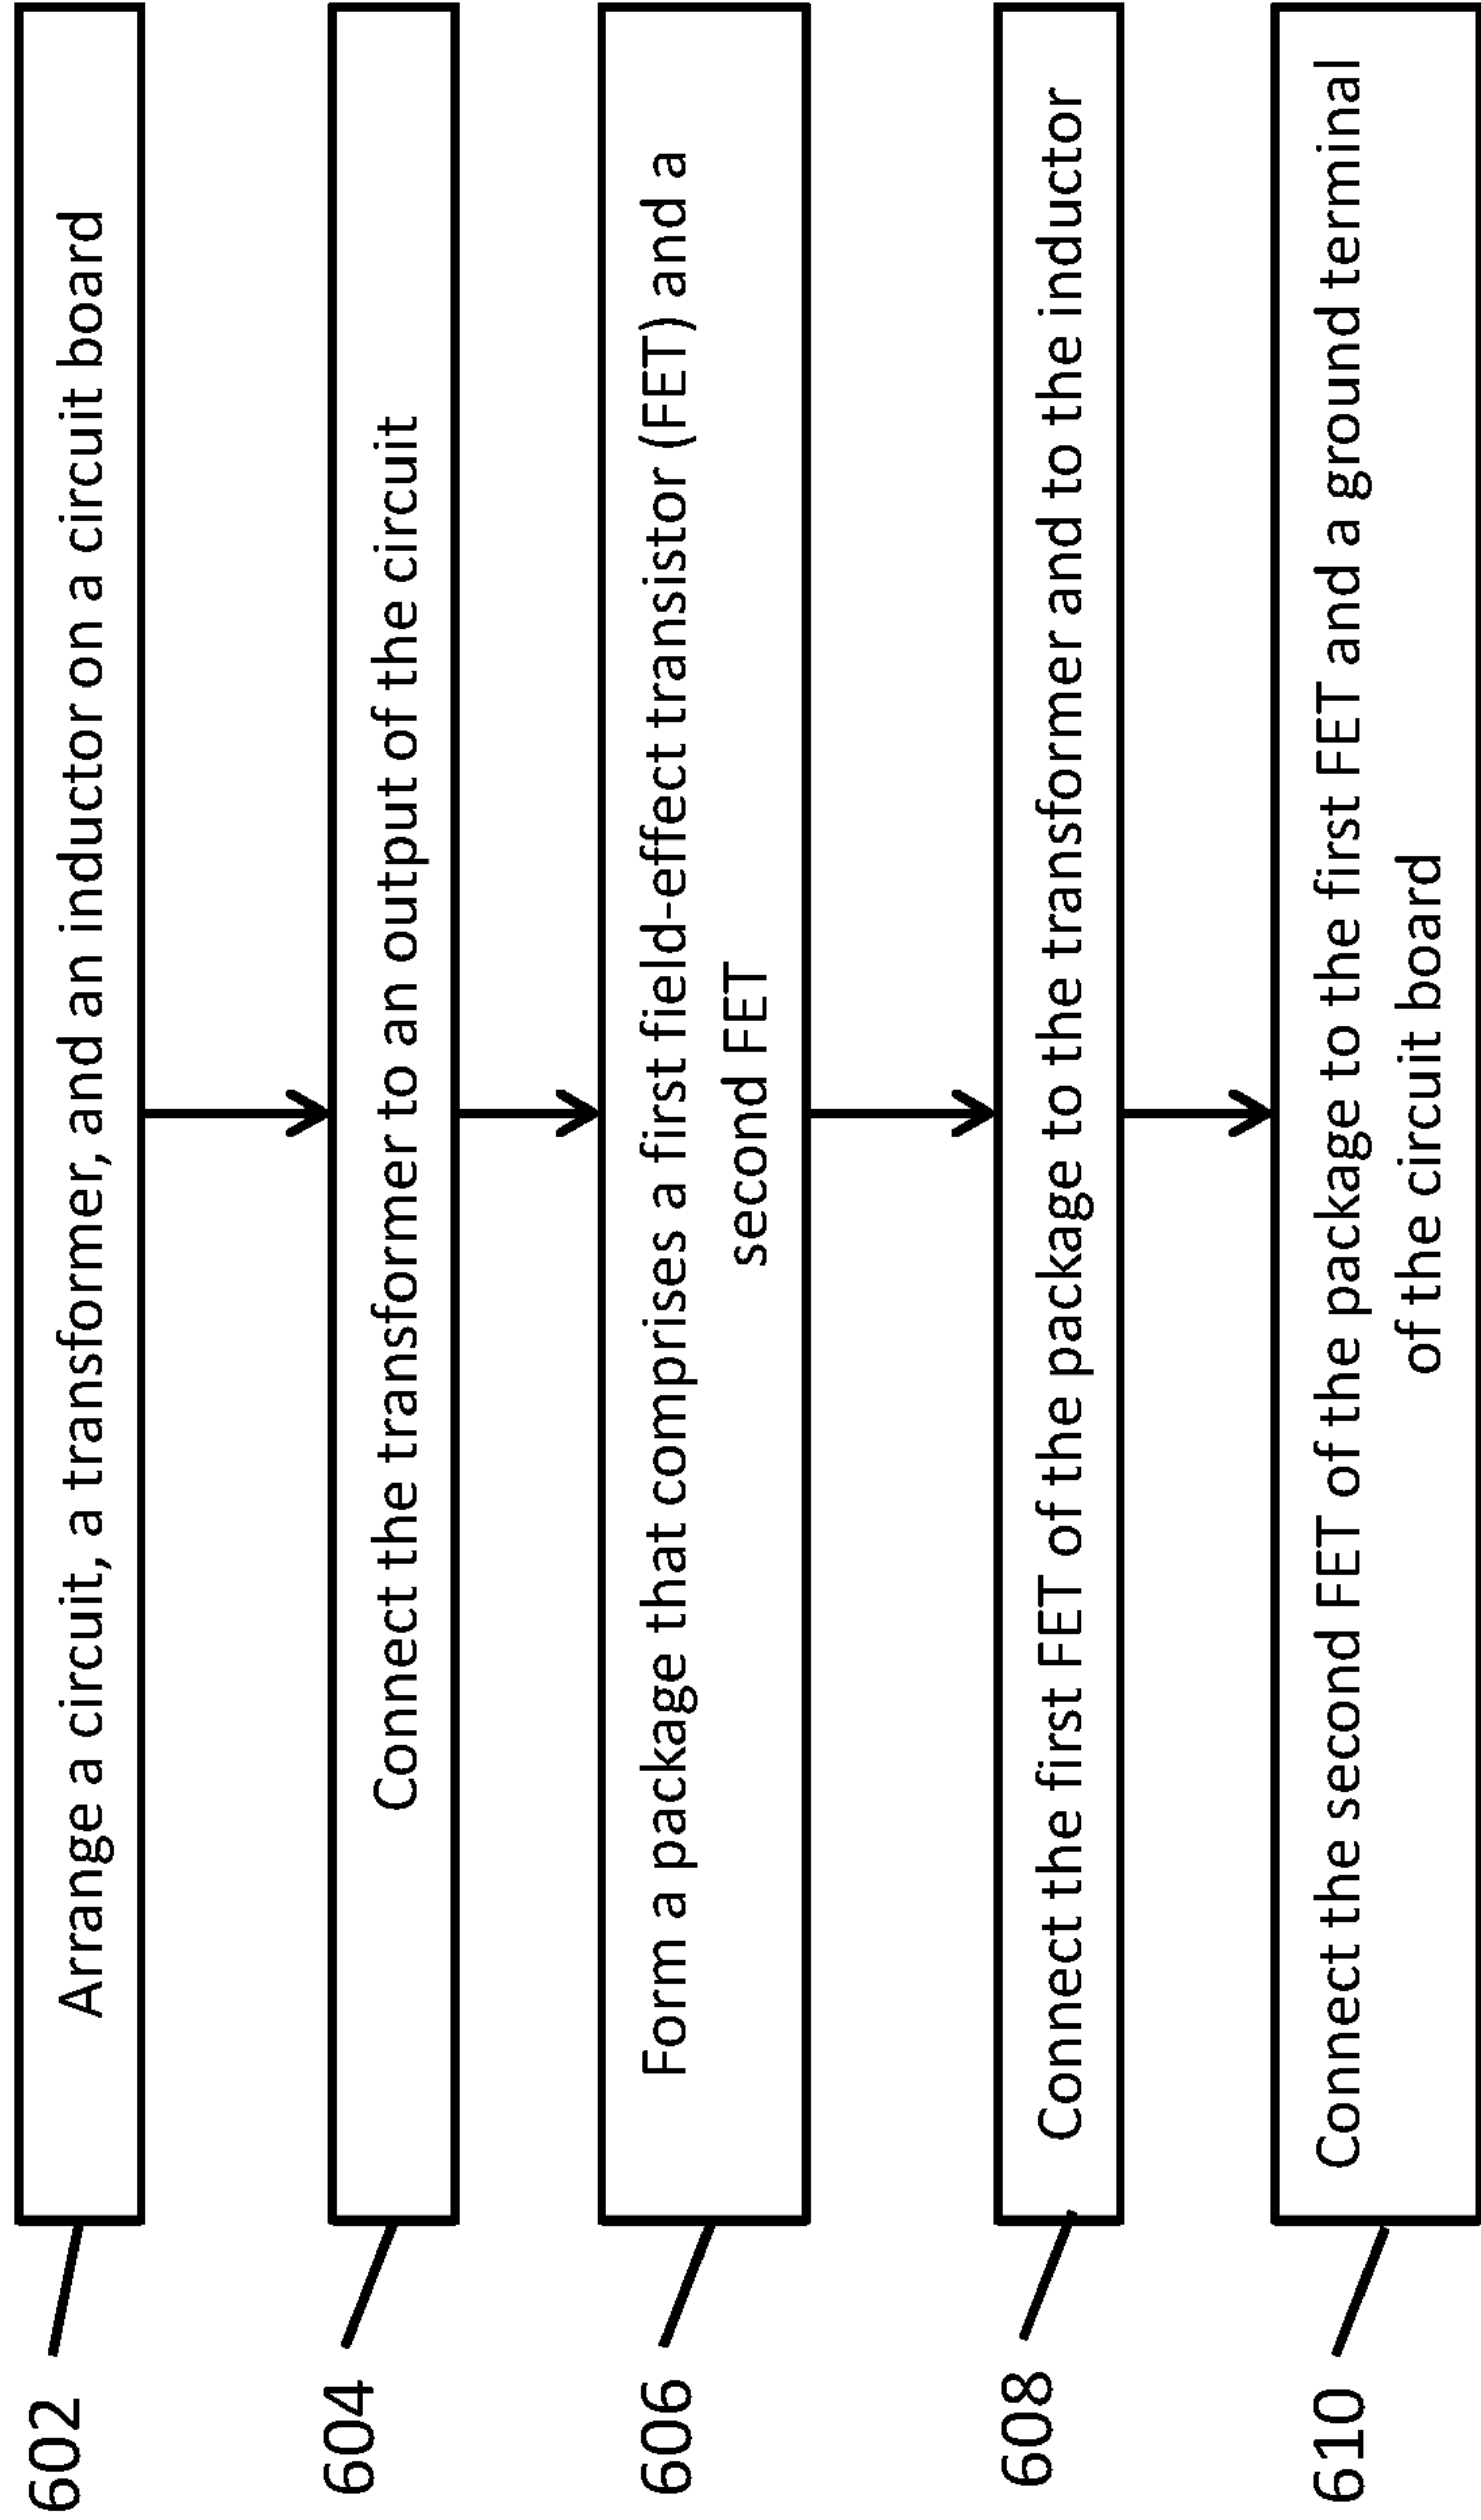 602
Arrange a circuit, a transformer, and an inductor on a circuit board
604
Connect the transformer to an output of the circuit
606
Form a package that comprises a first field-effect transistor (FET) and a
second FET
608
Connect the first FET of the package to the transformer and to the inductor
610
Connect the second FET of the package to the first FET and a ground terminal
of the circuit board